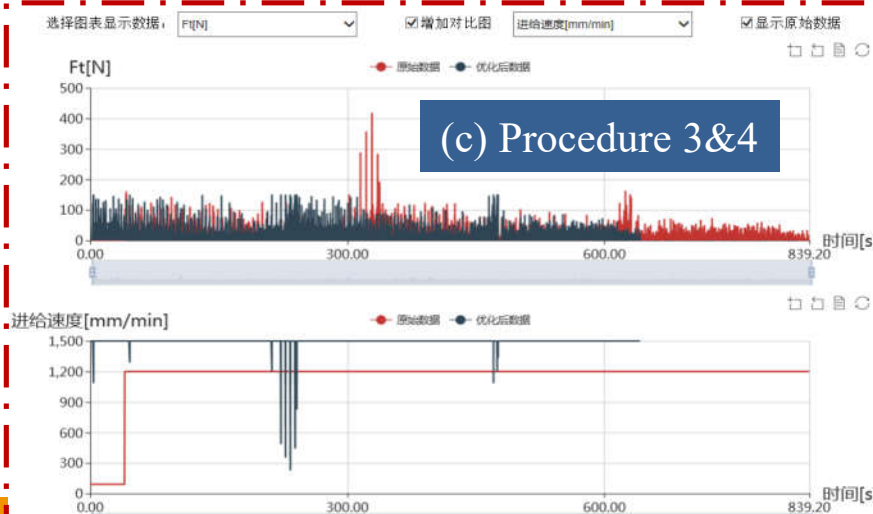 选择图表显示数据： Ft[N] ☑增加对比图 进给速度[mm/min] ☑显示原始数据
Ft[N]
原始数据 优化后数据
(c) Procedure 3&4
500
400
300
200
100
0
0.00 300.00 600.00 839.20
时间[s
进给速度[mm/min]
原始数据 优化后数据
1,500
1,200
900
600
300
0
0.00 300.00 600.00 839.20
时间[s